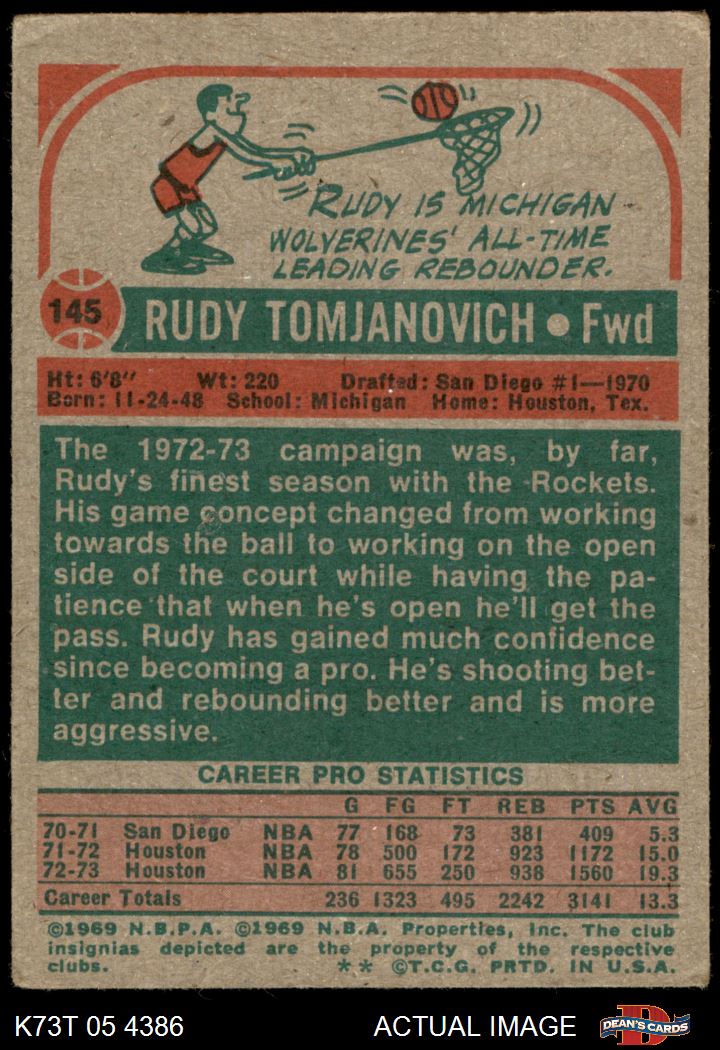 RUDY IS MICHIGAN
WOLVERINES' ALL-TIME
LEADING REBOUNDER.
145 RUDY TOMJANOVICH • Fwd
Ht: 6'8" Wt: 220 Drafted: San Diego #1—1970
Born: 11-24-48 School: Michigan Home: Houston, Tex.
The 1972-73 campaign was, by far,
Rudy's finest season with the Rockets.
His game concept changed from working
towards the ball to working on the open
side of the court while having the pa-
tience that when he's open he'll get the
pass. Rudy has gained much confidence
since becoming a pro. He's shooting bet-
ter and rebounding better and is more
aggressive.
CAREER PRO STATISTICS
G FG FT REB PTS AVG
70-71 San Diego NBA 77 168 73 381 409 5.3
71-72 Houston NBA 78 500 172 923 1172 15.0
72-73 Houston NBA 81 655 250 938 1560 19.3
Career Totals 236 1323 495 2242 3141 13.3
©1969 N.B.P.A. ©1969 N.B.A. Properties, Inc. The club
insignias depicted are the property of the respective
clubs. ** ©T.C.G. PRTD. IN U.S.A.
K73T 05 4386 ACTUAL IMAGE D DEAN'S CARDS